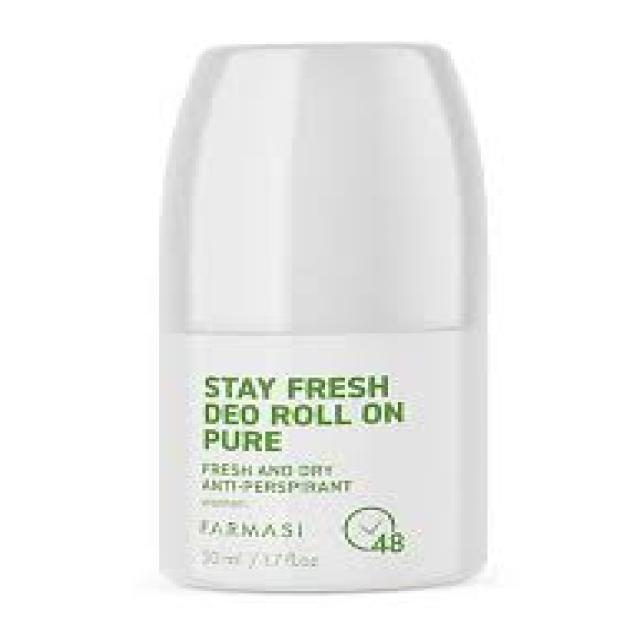 STAY FRESH
DEO ROLL ON
PURE
FRESH AND DRY
ANTI-PERSPIRANT
women
FARMASI
48
50 ml / 1.7 fl.oz